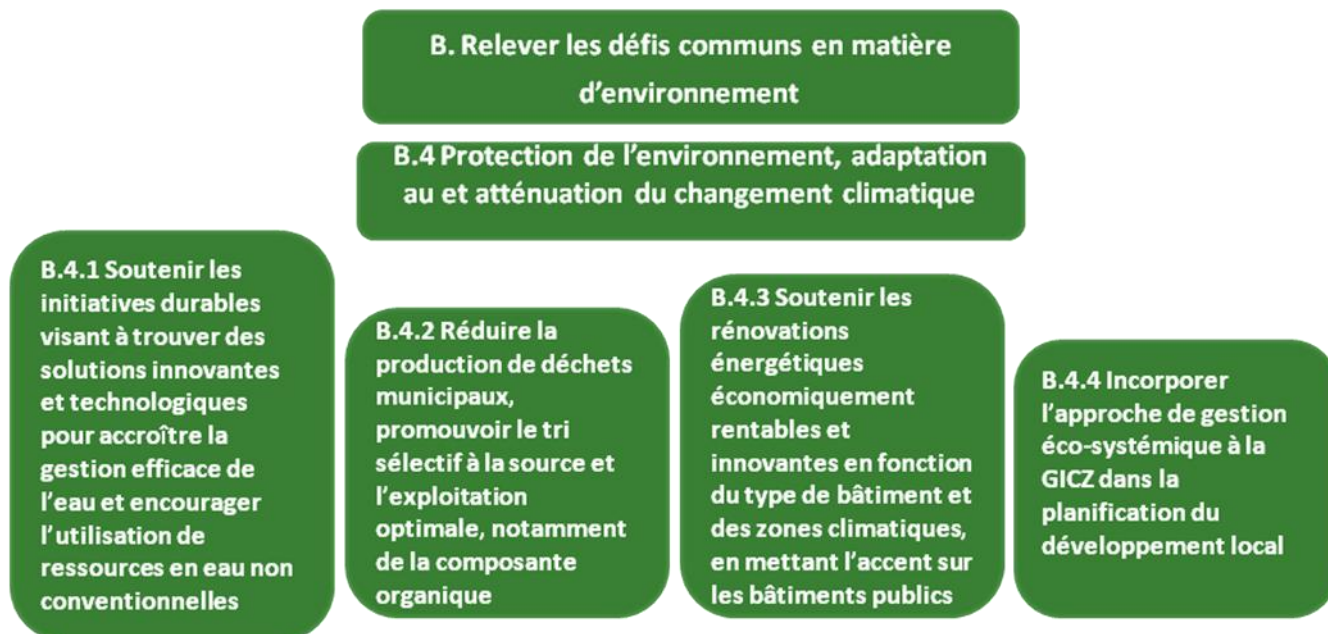 B. Relever les défis communs en matière
d’environnement
B.4 Protection de l’environnement, adaptation
au et atténuation du changement climatique
B.4.1 Soutenir les
initiatives durables
visant à trouver des
solutions innovantes
et technologiques
pour accroître la
gestion efficace de
l’eau et encourager
l’utilisation de
ressources en eau non
conventionnelles
B.4.2 Réduire la
production de déchets
municipaux,
promouvoir le tri
sélectif à la source et
l’exploitation
optimale, notamment
de la composante
organique
B.4.3 Soutenir les
rénovations
énergétiques
économiquement
rentables et
innovantes en fonction
du type de bâtiment et
des zones climatiques,
en mettant l’accent sur
les bâtiments publics
B.4.4 Incorporer
l’approche de gestion
éco-systémique à la
GICZ dans la
planification du
développement local